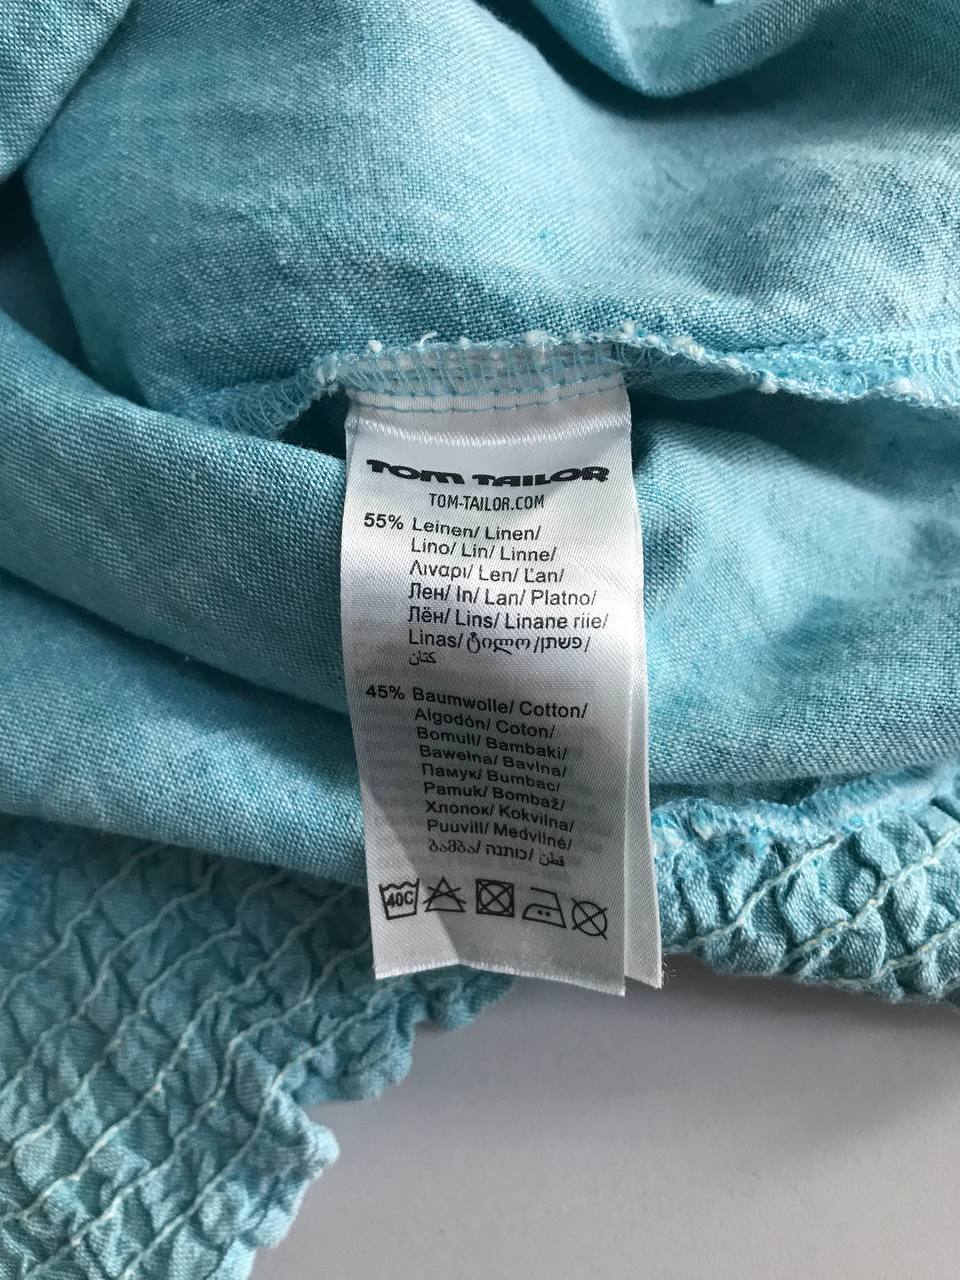 TOM TAILOR
TOM-TAILOR.COM
55% Leinen/ Linen/
Lino/ Lin/ Linne/
Λιναρι/ Len/ Ľan/
Лен/ In/ Lan/ Platno/
Лён/ Lins/ Linane riie/
Linas/ ტილო/פשתן/
كتان
45% Baumwolle/ Cotton/
Algodón/ Coton/
Bomull/ Bambaki/
Bawełna/ Bavlna/
Памук/ Bumbac/
Pamuk/ Bombaž/
Хлопок/ Kokvilna/
Puuvill/ Medvilnė/
ბამბა/ כותנה/ قطن
40C